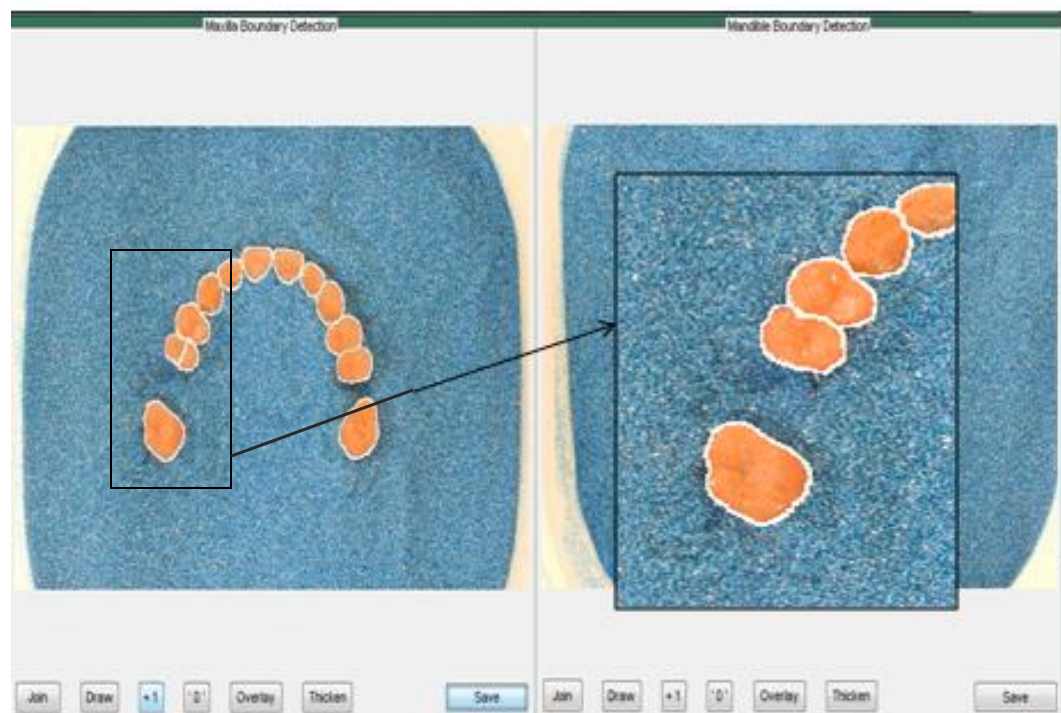 Maxilla Boundary Detection
Mandible Boundary Detection
Join Draw +1 '0' Overlay Thicken Save
Join Draw +1 '0' Overlay Thicken Save